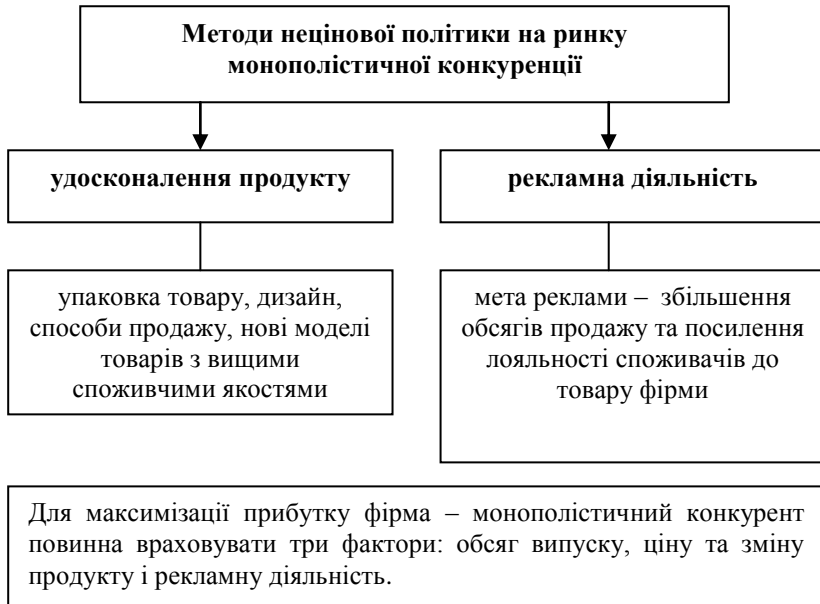 Методи нецінової політики на ринку
монополістичної конкуренції
удосконалення продукту
рекламна діяльність
упаковка товару, дизайн,
способи продажу, нові моделі
товарів з вищими
споживчими якостями
мета реклами – збільшення
обсягів продажу та посилення
лояльності споживачів до
товару фірми
Для максимізації прибутку фірма – монополістичний конкурент
повинна враховувати три фактори: обсяг випуску, ціну та зміну
продукту і рекламну діяльність.